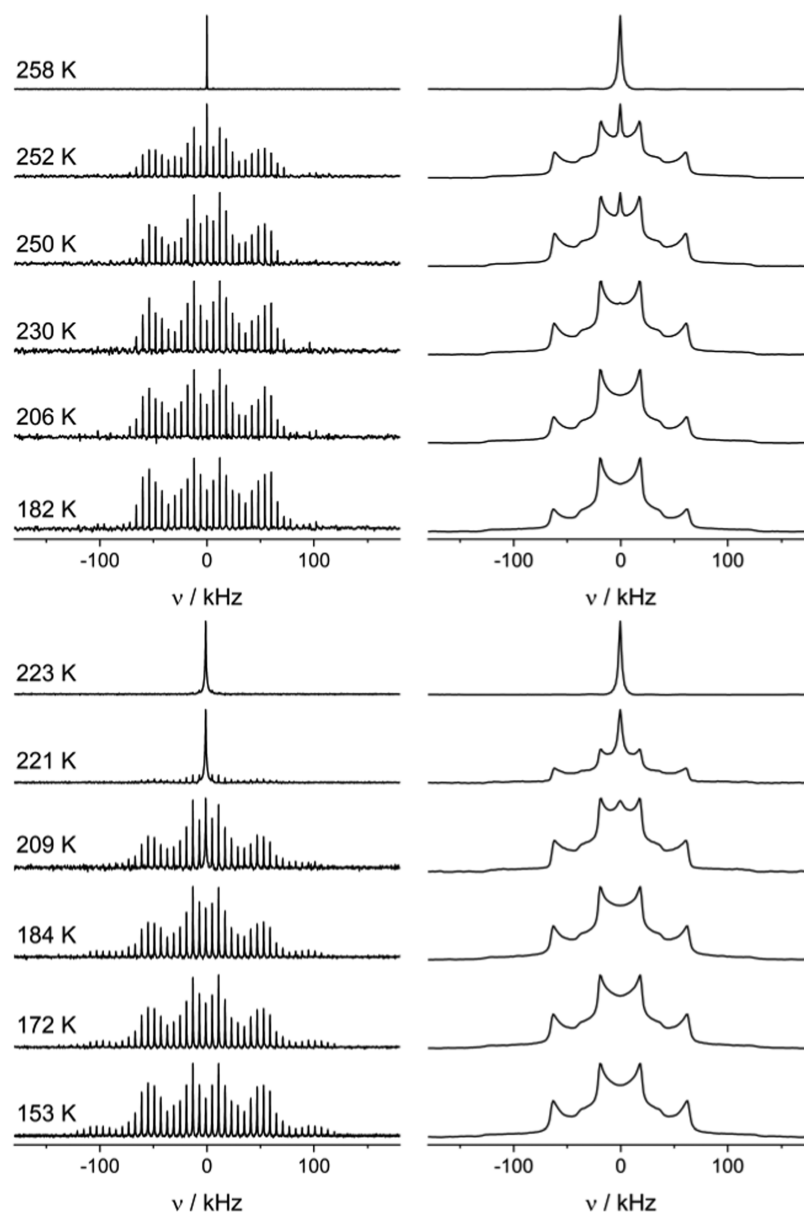 258 K
252 K
250 K
230 K
206 K
182 K
-100 0 100 -100 0 100
ν / kHz ν / kHz
223 K
221 K
209 K
184 K
172 K
153 K
-100 0 100 -100 0 100
ν / kHz ν / kHz